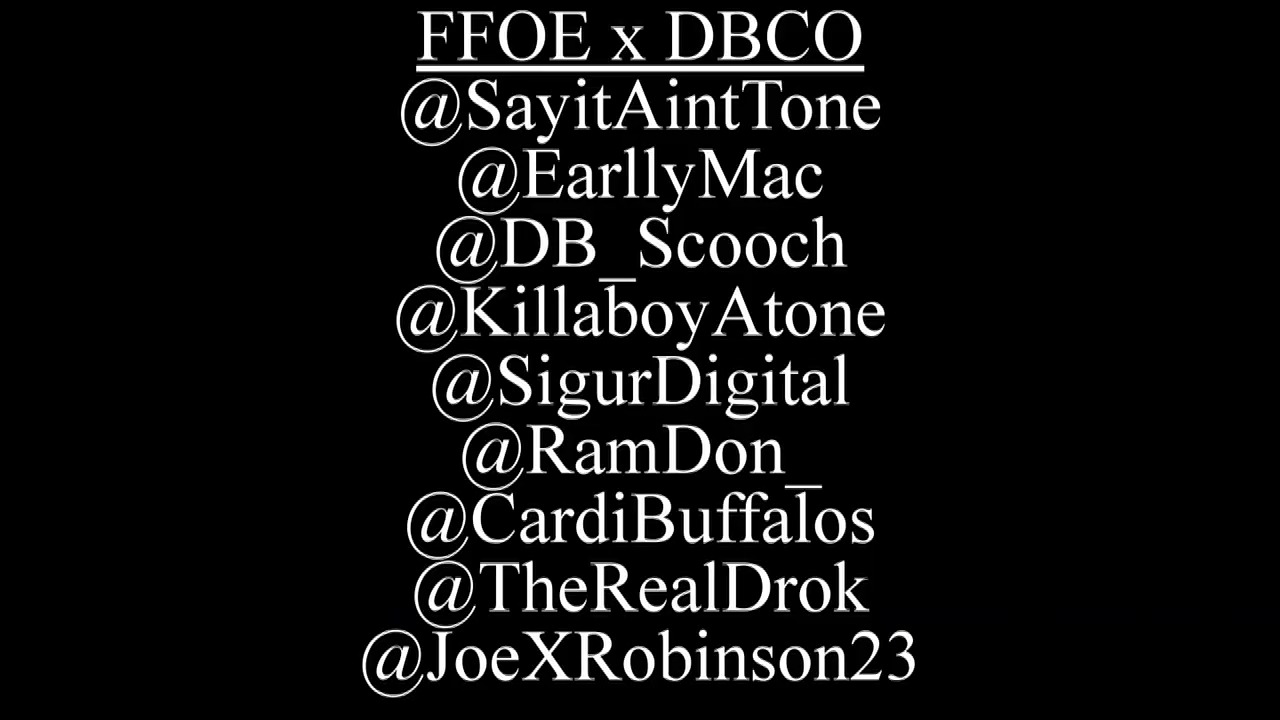 FFOE x DBCO
@SayitAintTone
@EarllyMac
@DB_Scooch
@KillaboyAtone
@SigurDigital
@RamDon_
@CardiBuffalos
@TheRealDrok
@JoeXRobinson23